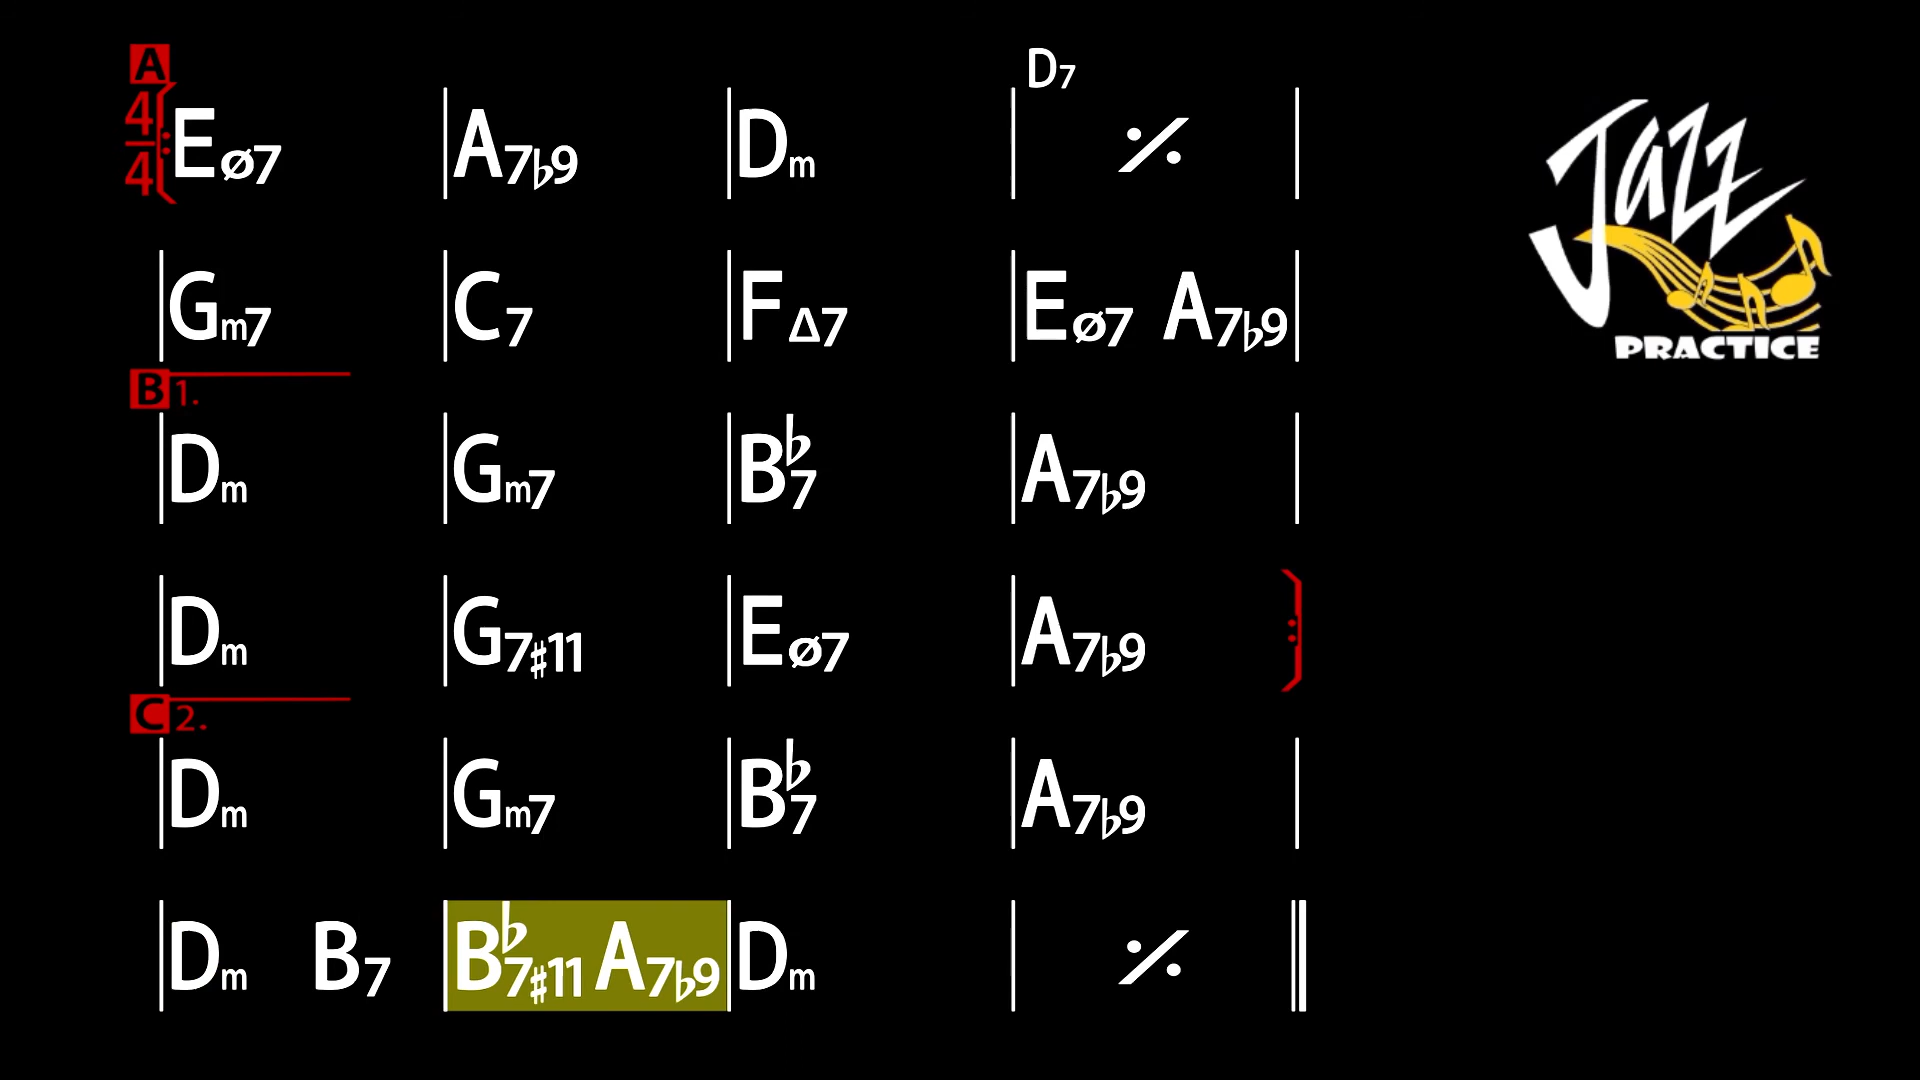 A
D7
4/4 Eø7 A7♭9 Dm 𝄎
Gm7 C7 FΔ7 Eø7 A7♭9
B 1.
Dm Gm7 B♭7 A7♭9
Dm G7♯11 Eø7 A7♭9
C 2.
Dm Gm7 B♭7 A7♭9
Dm B7 B♭7♯11 A7♭9 Dm 𝄎
Jazz
PRACTICE